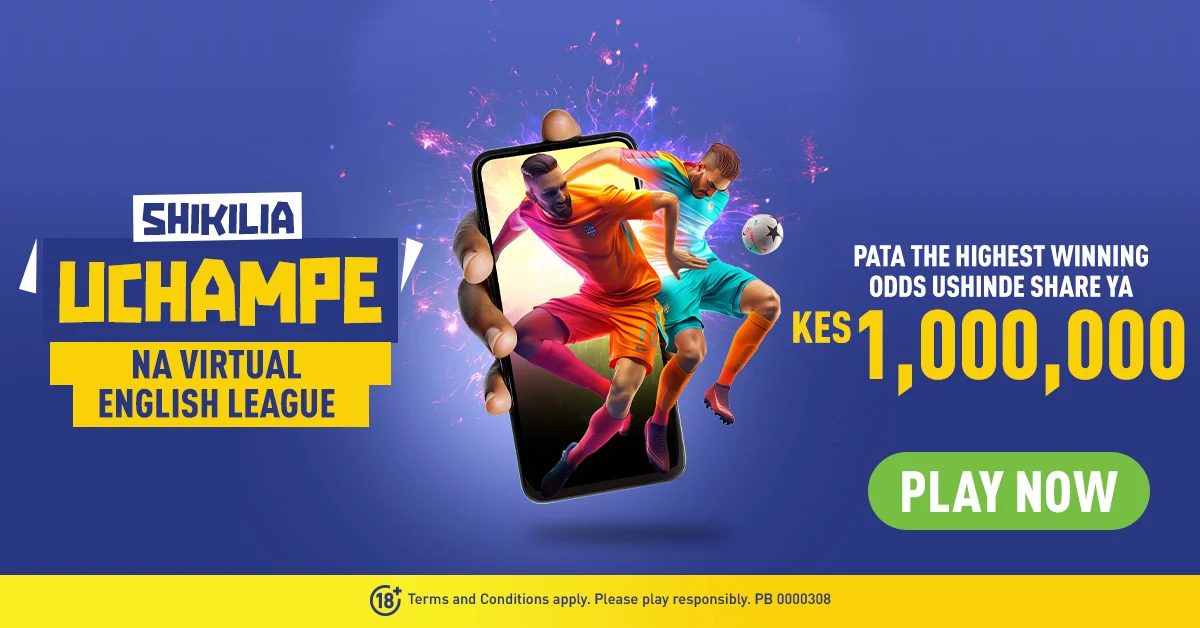 SHIKILIA
UCHAMPE
NA VIRTUAL
ENGLISH LEAGUE
PATA THE HIGHEST WINNING
ODDS USHINDE SHARE YA
KES 1,000,000
PLAY NOW
18+ Terms and Conditions apply. Please play responsibly. PB 0000308